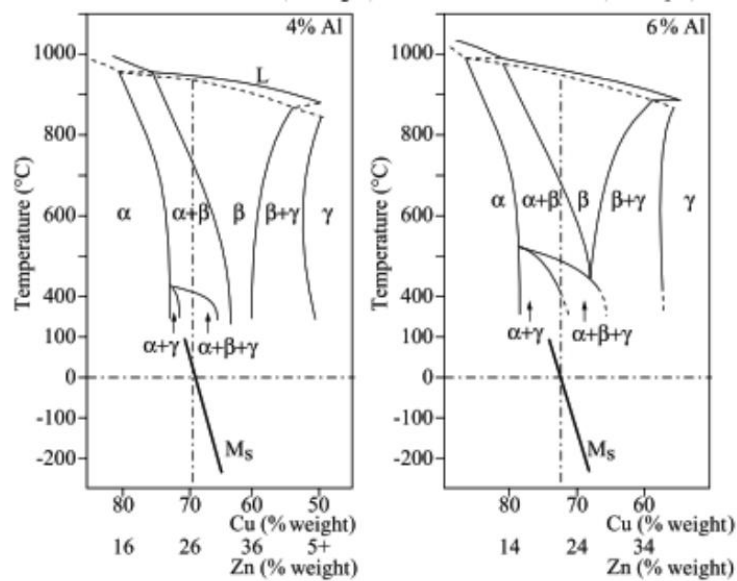 4% Al
1000
800
600
400
100
0
-100
-200
Temperature (°C)
L
α
α+β
β
β+γ
γ
α+γ
α+β+γ
Ms
80 70 60 50
Cu (% weight)
16 26 36 5+
Zn (% weight)
6% Al
1000
800
600
400
100
0
-100
-200
Temperature (°C)
α
α+β
β
β+γ
γ
α+γ
α+β+γ
Ms
80 70 60
Cu (% weight)
14 24 34
Zn (% weight)